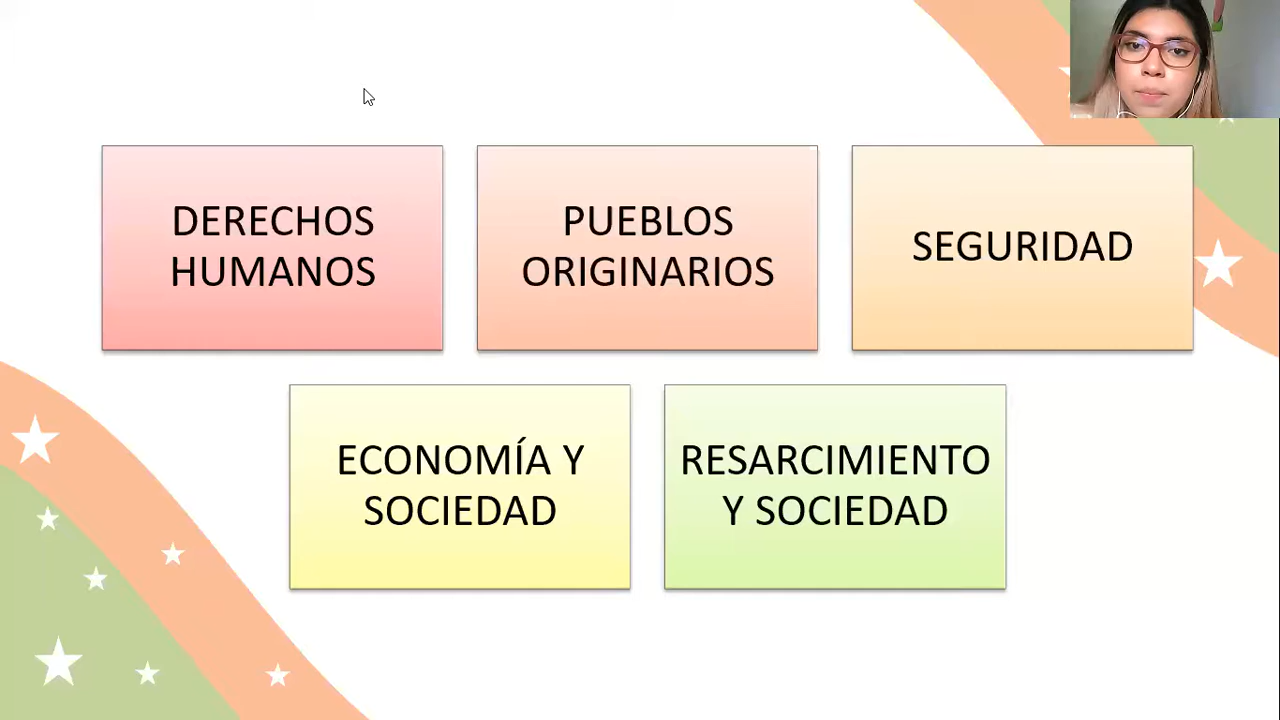 DERECHOS
HUMANOS
PUEBLOS
ORIGINARIOS
SEGURIDAD
ECONOMÍA Y
SOCIEDAD
RESARCIMIENTO
Y SOCIEDAD